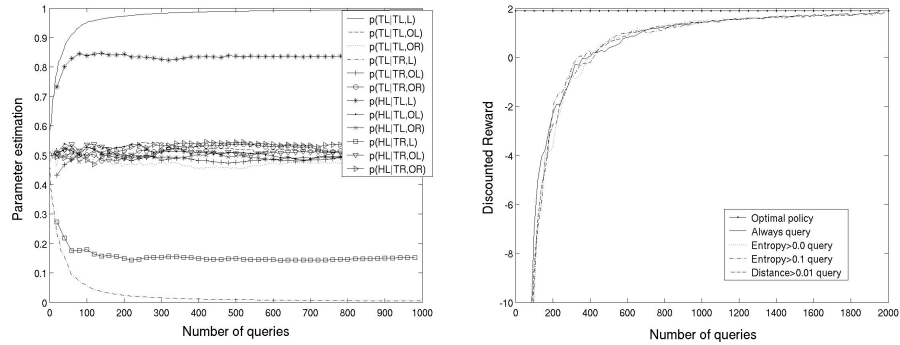 1
0.9
0.8
0.7
0.6
0.5
0.4
0.3
0.2
0.1
0
Parameter estimation
0 100 200 300 400 500 600 700 800 900 1000
Number of queries
p(TL|TL,L)
p(TL|TL,OL)
p(TL|TL,OR)
p(TL|TR,L)
p(TL|TR,OL)
p(TL|TR,OR)
p(HL|TL,L)
p(HL|TL,OL)
p(HL|TL,OR)
p(HL|TR,L)
p(HL|TR,OL)
p(HL|TR,OR)
2
0
-2
-4
-6
-8
-10
Discounted Reward
0 200 400 600 800 1000 1200 1400 1600 1800 2000
Number of queries
Optimal policy
Always query
Entropy>0.0 query
Entropy>0.1 query
Distance>0.01 query